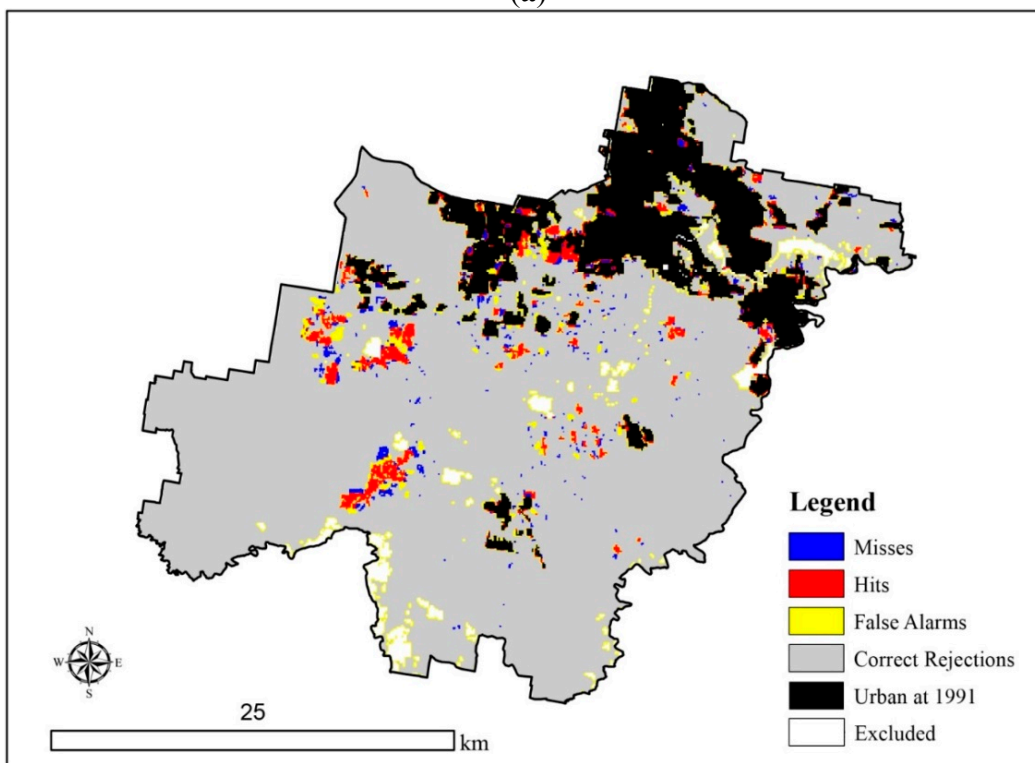 (a)
Legend
Misses
Hits
False Alarms
Correct Rejections
Urban at 1991
Excluded
N
W E
S
25
km